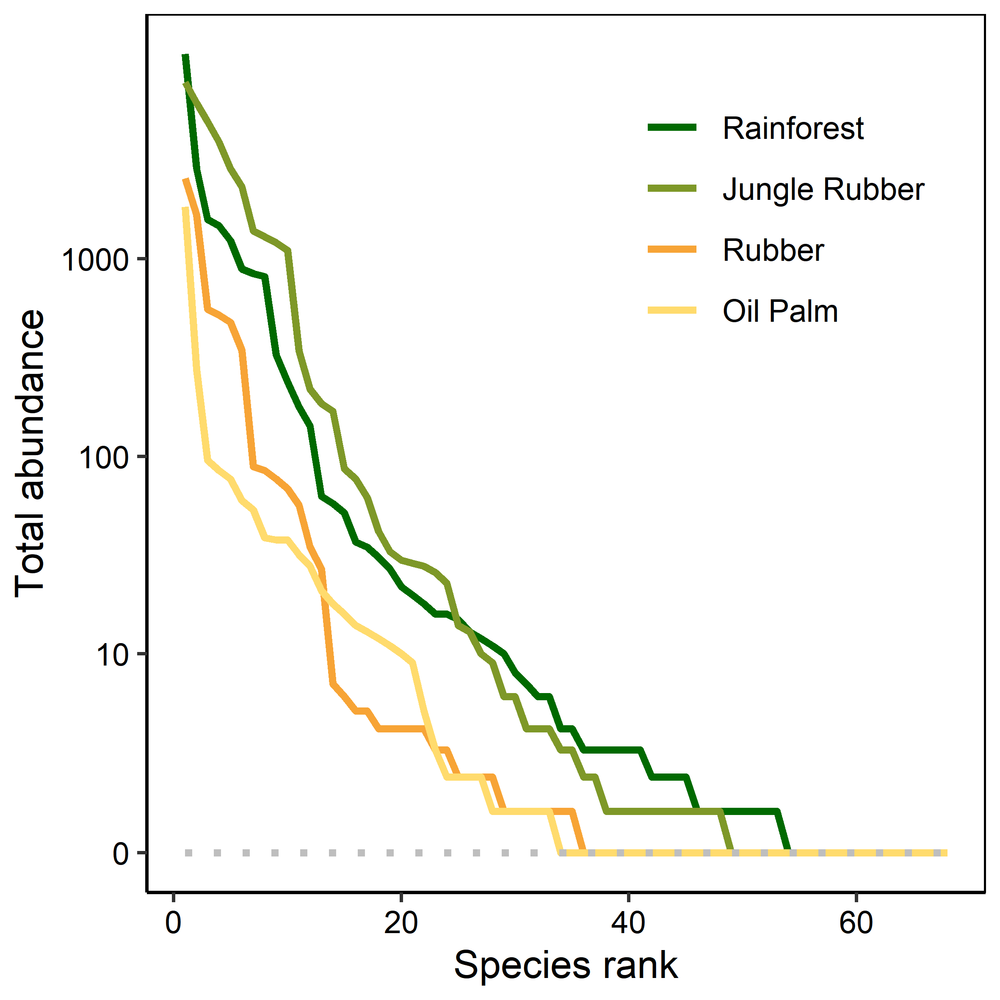 Rainforest
Jungle Rubber
Rubber
Oil Palm
Total abundance
1000
100
10
0
0 20 40 60
Species rank